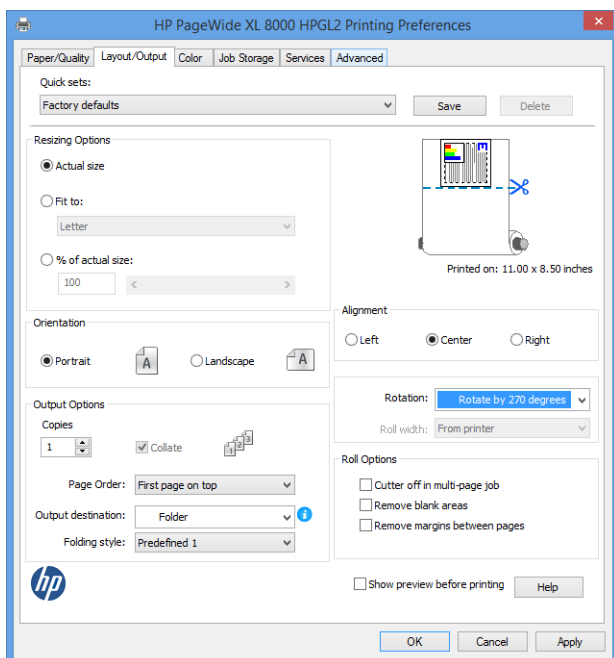 HP PageWide XL 8000 HPGL2 Printing Preferences
Paper/Quality Layout/Output Color Job Storage Services Advanced
Quick sets:
Factory defaults Save Delete
Resizing Options
Actual size
Fit to:
Letter
% of actual size:
100
E
Printed on: 11.00 x 8.50 inches
Orientation
Portrait A Landscape A
Alignment
Left Center Right
Rotation: Rotate by 270 degrees
Roll width: From printer
Output Options
Copies
1 Collate 1 2 3
Page Order: First page on top
Output destination: Folder i
Folding style: Predefined 1
Roll Options
Cutter off in multi-page job
Remove blank areas
Remove margins between pages
hp
Show preview before printing Help
OK Cancel Apply